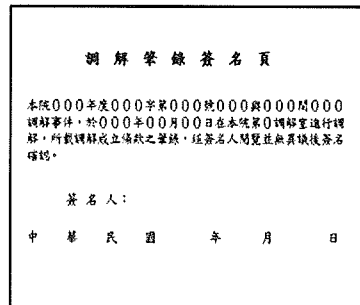 調解筆錄簽名頁
本院000年度000字第000號000與000間000
調解事件，於000年00月00日在本院第0調解室進行調
解，所載調解成立條款之筆錄，經簽名人閱覽並無異議後簽名
確認。
簽名人：
中華民國　　年　　月　　日